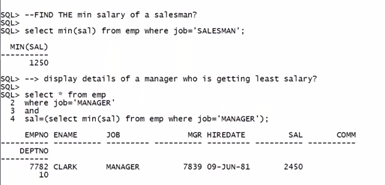 SQL> --FIND THE min salary of a salesman?
SQL>
SQL> select min(sal) from emp where job='SALESMAN';
MIN(SAL)
----------
1250
SQL> --> display details of a manager who is getting least salary?
SQL>
SQL> select * from emp
2 where job='MANAGER'
3 and
4 sal=(select min(sal) from emp where job='MANAGER');
EMPNO ENAME JOB MGR HIREDATE SAL COMM
---------- ---------- --------- ---------- --------- ---------- ----------
DEPTNO
----------
7782 CLARK MANAGER 7839 09-JUN-81 2450
10